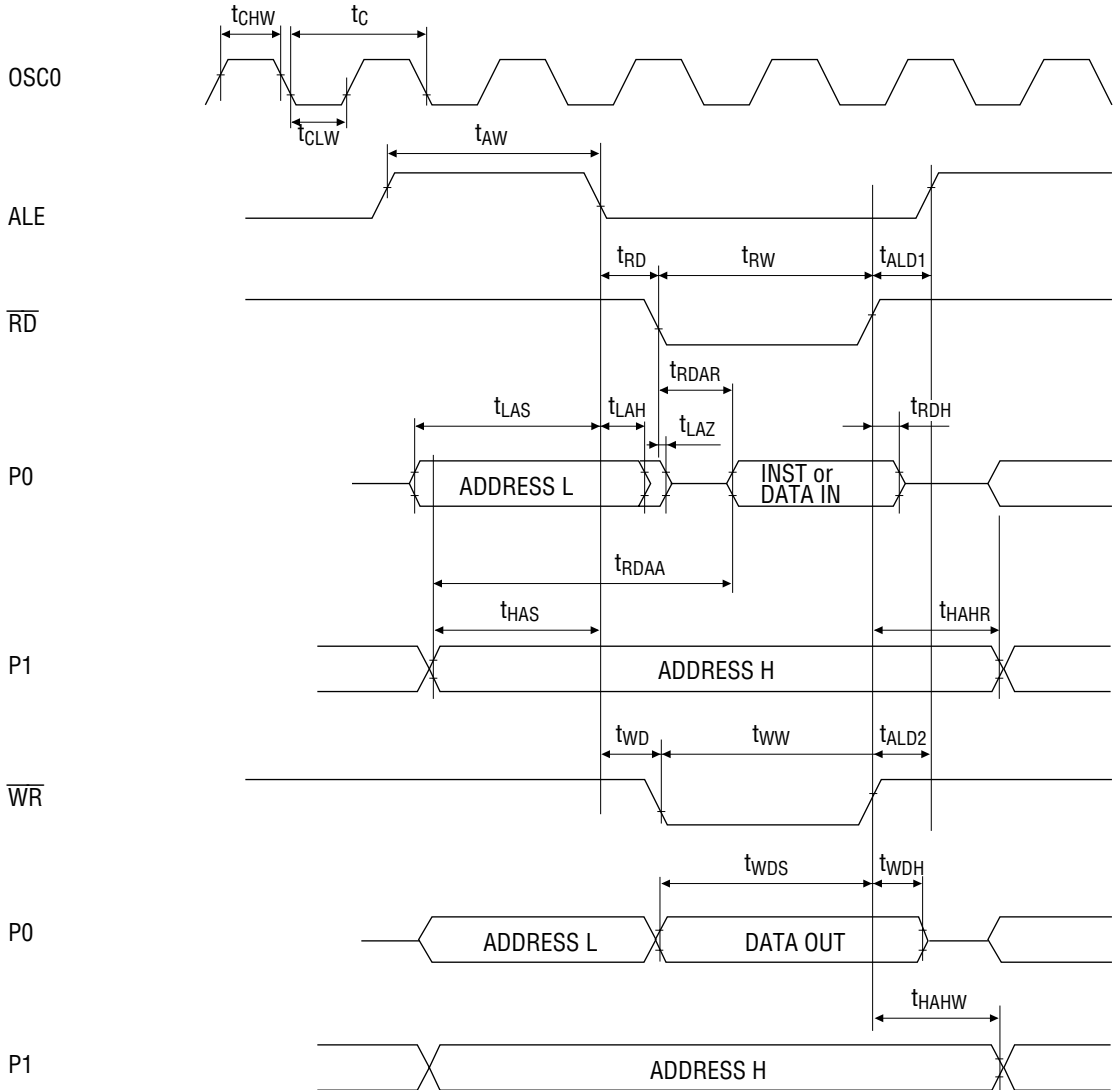 tCHW tC
OSC0
tCLW tAW
ALE
tRD tRW tALD1
RD
tRDAR
tLAS tLAH tLAZ tRDH
P0 ADDRESS L INST or
DATA IN
tRDAA
tHAS tHAHR
P1 ADDRESS H
tWD tWW tALD2
WR
tWDS tWDH
P0 ADDRESS L DATA OUT
tHAHW
P1 ADDRESS H